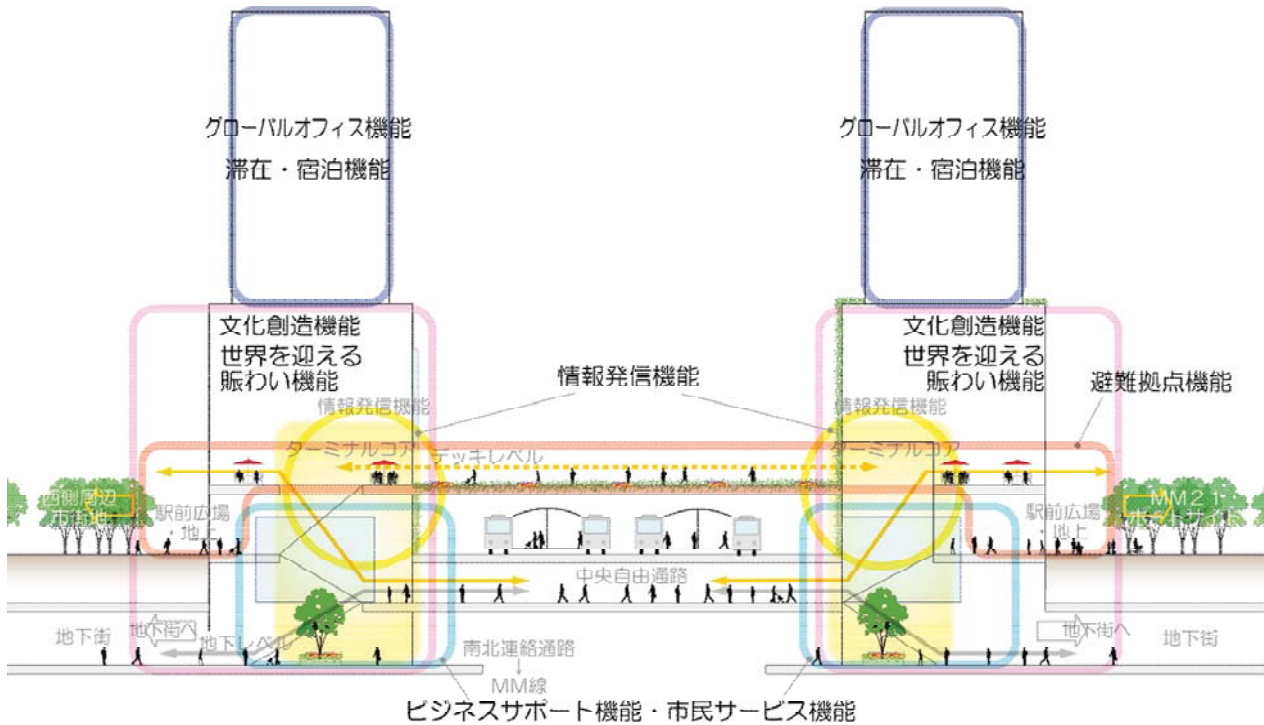 グローバルオフィス機能
滞在・宿泊機能
グローバルオフィス機能
滞在・宿泊機能
文化創造機能
世界を迎える
賑わい機能
文化創造機能
世界を迎える
賑わい機能
情報発信機能
避難拠点機能
情報発信機能
情報発信機能
ターミナルコア
デッキレベル
ターミナルコア
西側周辺
市街地
駅前広場
・地上
駅前広場
・地上
MM21
ポートサイド
中央自由通路
地下街
地下街へ
地下レベル
南北連絡通路
↓
MM線
地下街へ
地下街
ビジネスサポート機能・市民サービス機能